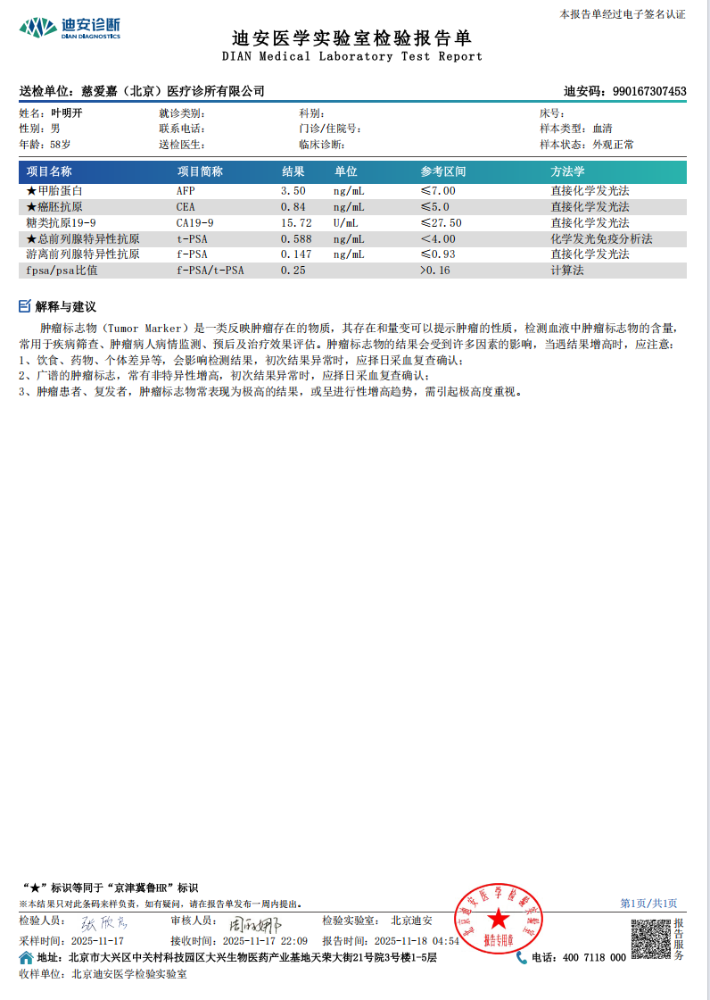 本报告单经过电子签名认证
迪安诊断
DIAN DIAGNOSTICS
迪安医学实验室检验报告单
DIAN Medical Laboratory Test Report
送检单位：慈爱嘉（北京）医疗诊所有限公司 迪安码：990167307453
姓名：叶明开 就诊类别： 科别： 床号：
性别：男 联系电话： 门诊/住院号： 样本类型：血清
年龄：58岁 送检医生： 临床诊断： 样本状态：外观正常
项目名称 项目简称 结果 单位 参考区间 方法学
★甲胎蛋白 AFP 3.50 ng/mL ≤7.00 直接化学发光法
★癌胚抗原 CEA 0.84 ng/mL ≤5.0 直接化学发光法
糖类抗原19-9 CA19-9 15.72 U/mL ≤27.50 直接化学发光法
★总前列腺特异性抗原 t-PSA 0.588 ng/mL ＜4.00 化学发光免疫分析法
游离前列腺特异性抗原 f-PSA 0.147 ng/mL ≤0.93 直接化学发光法
fpsa/psa比值 f-PSA/t-PSA 0.25 >0.16 计算法
解释与建议
肿瘤标志物（Tumor Marker）是一类反映肿瘤存在的物质，其存在和量变可以提示肿瘤的性质，检测血液中肿瘤标志物的含量，
常用于疾病筛查、肿瘤病人病情监测、预后及治疗效果评估。肿瘤标志物的结果会受到许多因素的影响，当遇结果增高时，应注意：
1、饮食、药物、个体差异等，会影响检测结果，初次结果异常时，应择日采血复查确认；
2、广谱的肿瘤标志，常有非特异性增高，初次结果异常时，应择日采血复查确认；
3、肿瘤患者、复发者，肿瘤标志物常表现为极高的结果，或呈进行性增高趋势，需引起极高度重视。
“★”标识等同于“京津冀鲁HR”标识
※本结果只对此条码来样负责，如有疑问，请在报告单发布一周内提出。 第1页/共1页
检验人员： 审核人员： 检验实验室： 北京迪安
采样时间：2025-11-17 接收时间：2025-11-17 22:09 报告时间：2025-11-18 04:54
北京迪安医学检验实验室
报告专用章
报告服务
地址：北京市大兴区中关村科技园区大兴生物医药产业基地天荣大街21号院3号楼1-5层 电话：400 7118 000
收样单位：北京迪安医学检验实验室